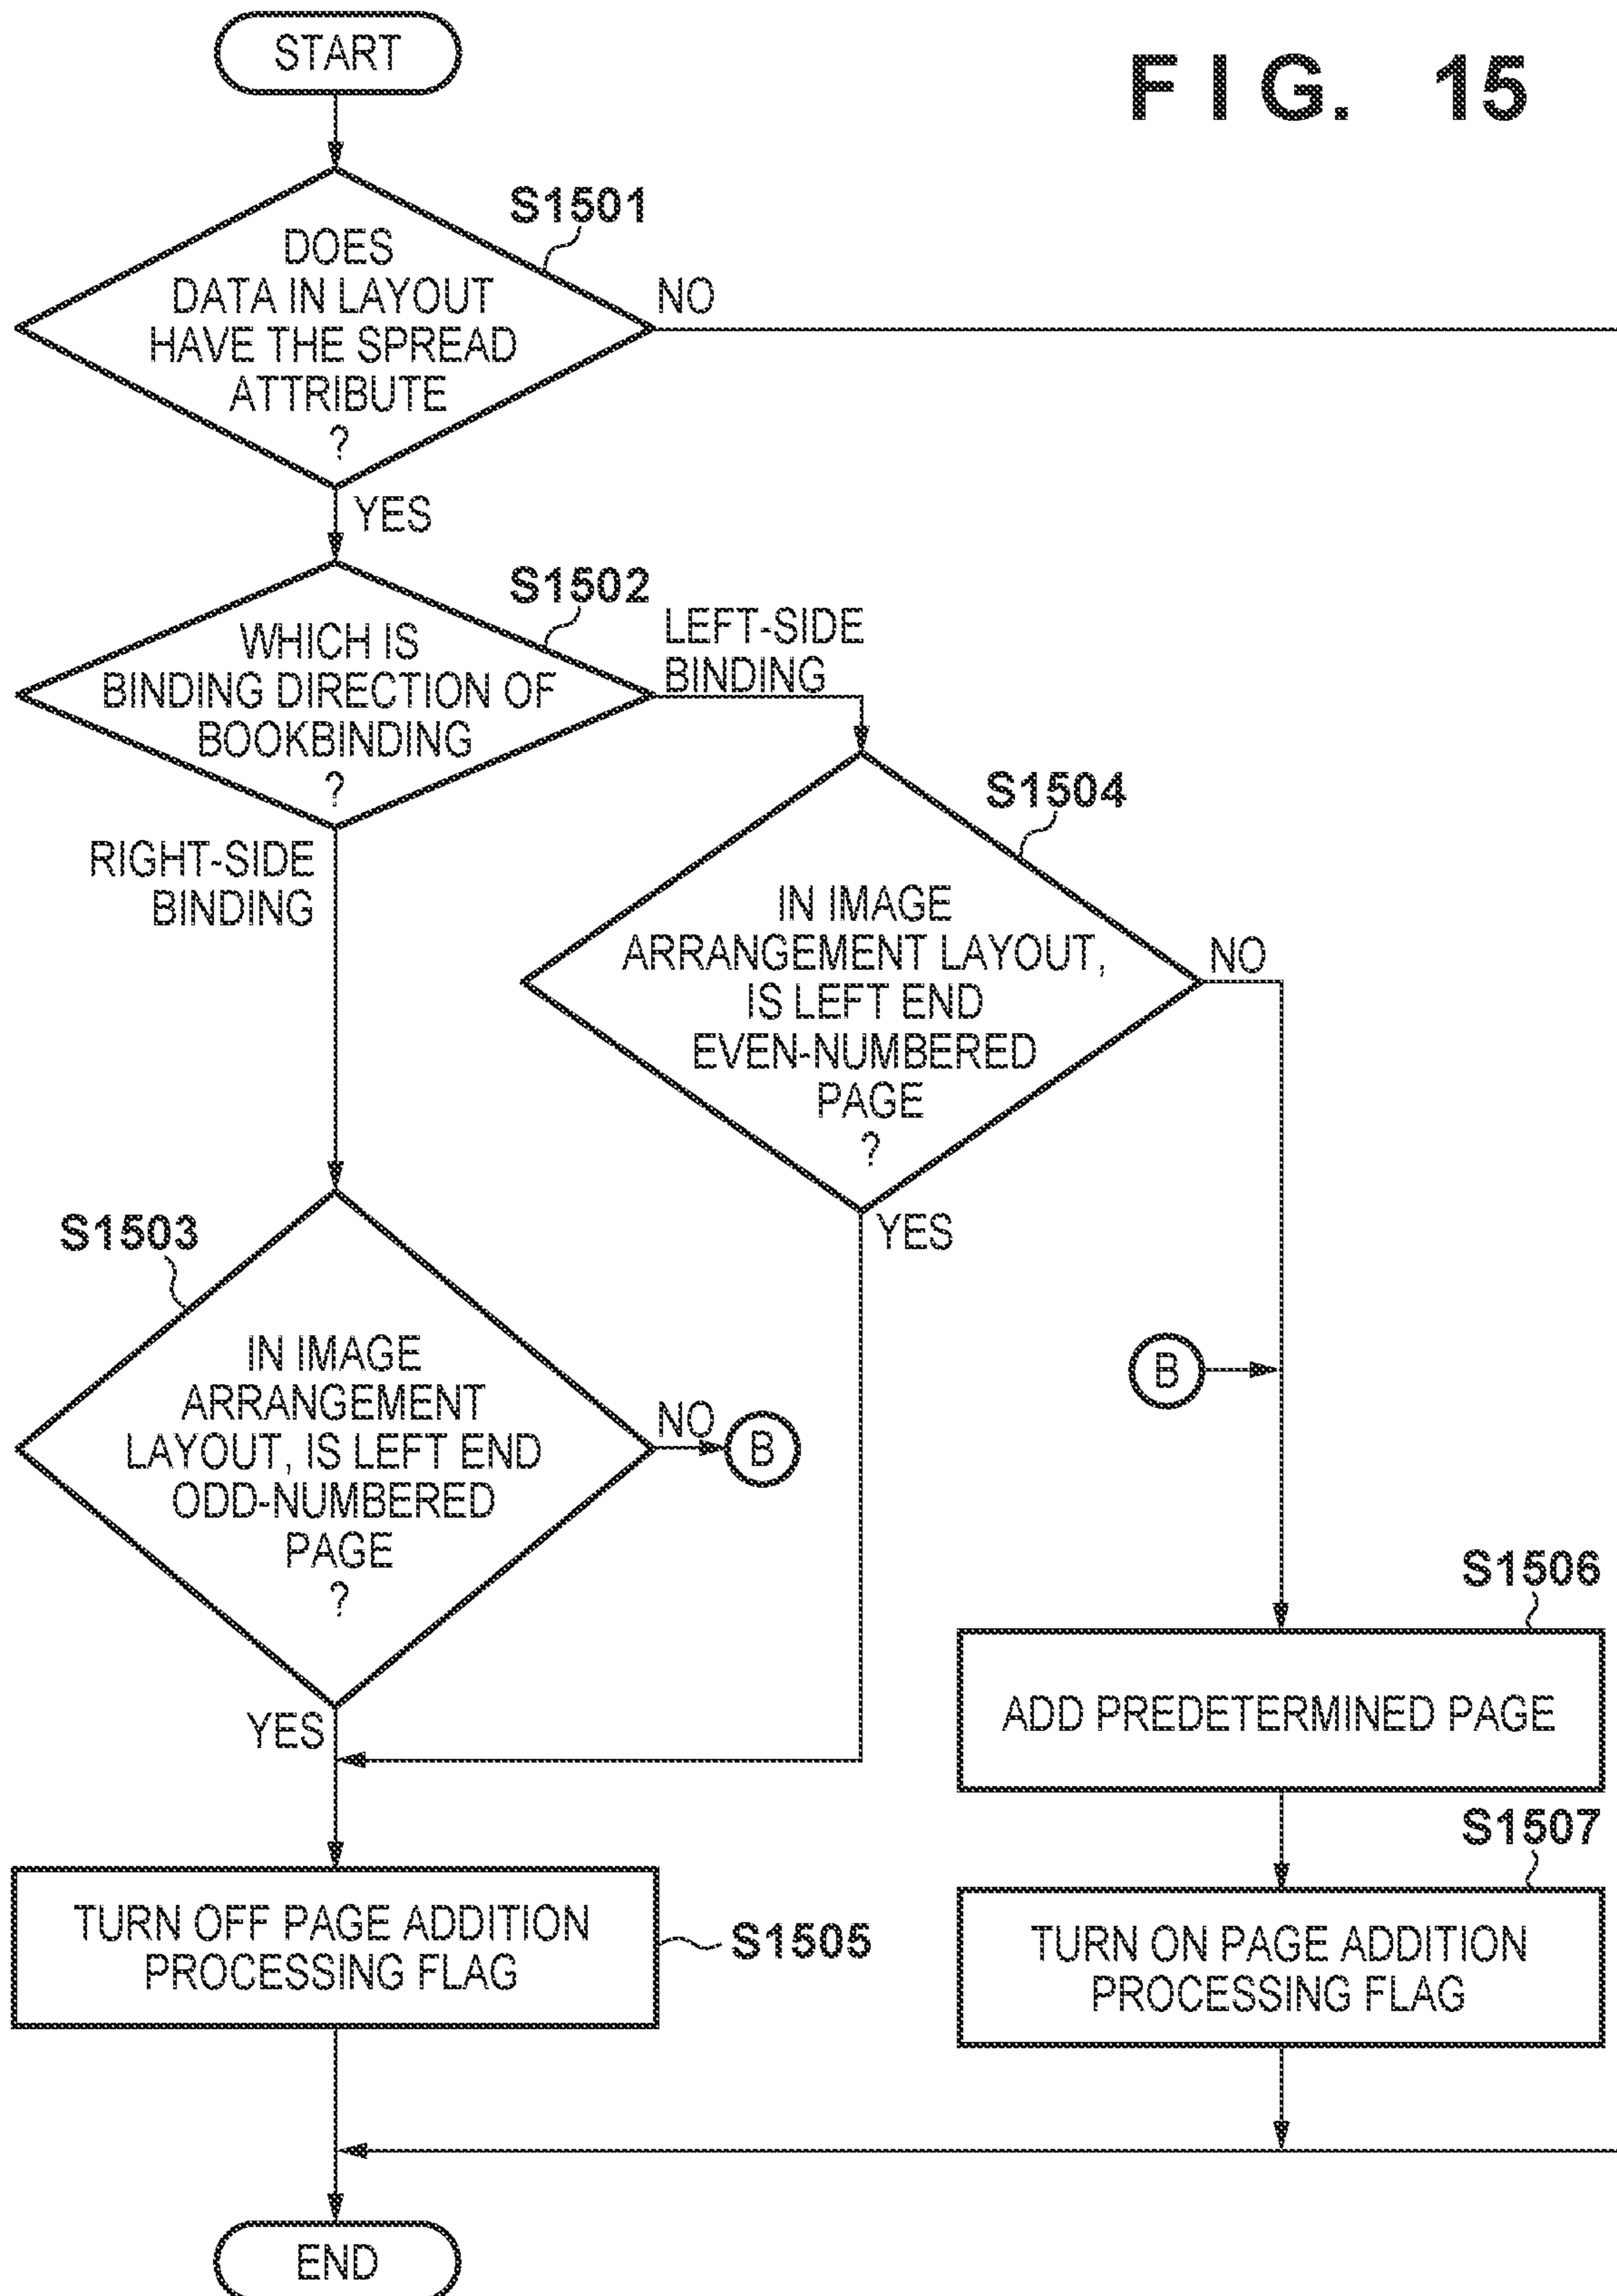 FIG. 15
START
S1501
DOES
DATA IN LAYOUT
HAVE THE SPREAD
ATTRIBUTE
?
NO
YES
S1502
WHICH IS
BINDING DIRECTION OF
BOOKBINDING
?
LEFT-SIDE
BINDING
RIGHT-SIDE
BINDING
S1504
IN IMAGE
ARRANGEMENT LAYOUT,
IS LEFT END
EVEN-NUMBERED
PAGE
?
NO
YES
S1503
IN IMAGE
ARRANGEMENT
LAYOUT, IS LEFT END
ODD-NUMBERED
PAGE
?
NO
B
B
YES
S1506
ADD PREDETERMINED PAGE
S1507
TURN ON PAGE ADDITION
PROCESSING FLAG
TURN OFF PAGE ADDITION
PROCESSING FLAG
S1505
END